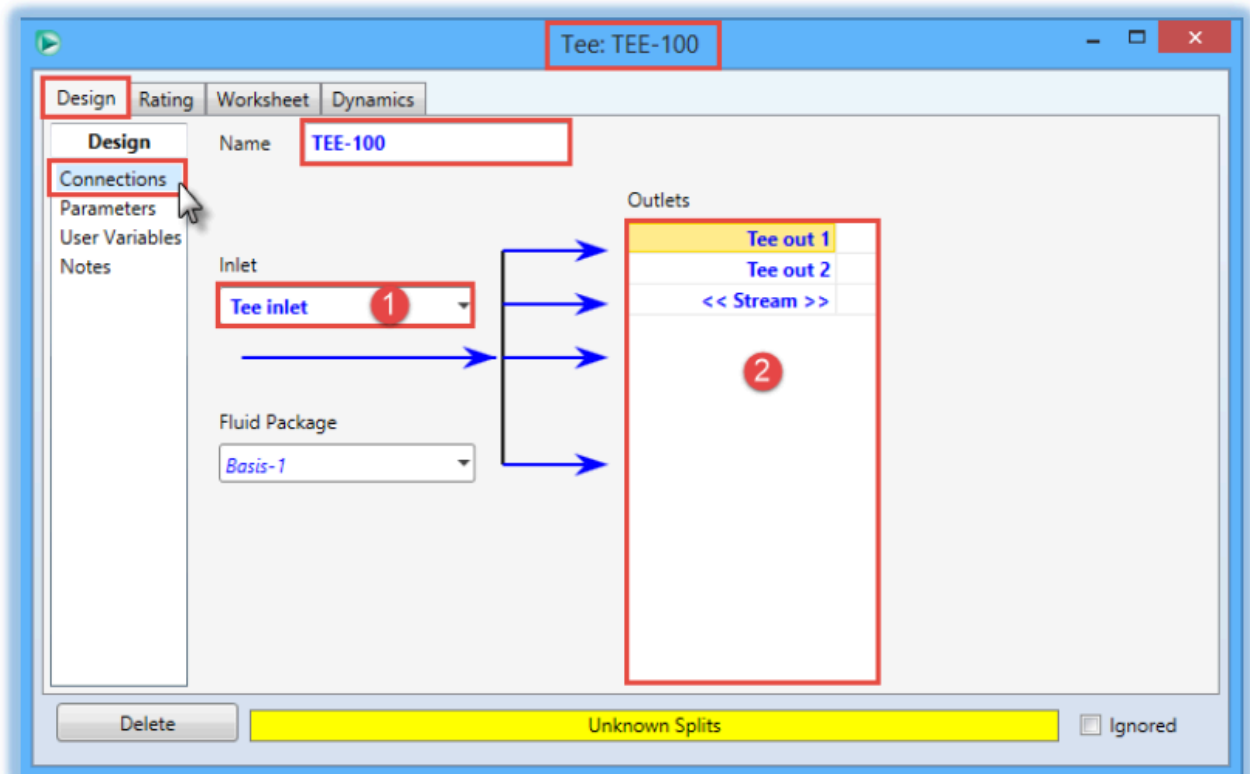 Tee: TEE-100
Design Rating Worksheet Dynamics
Design
Connections
Parameters
User Variables
Notes
Name TEE-100
Inlet
Tee inlet 1
Fluid Package
Basis-1
Outlets
Tee out 1
Tee out 2
<< Stream >>
2
Delete Unknown Splits Ignored